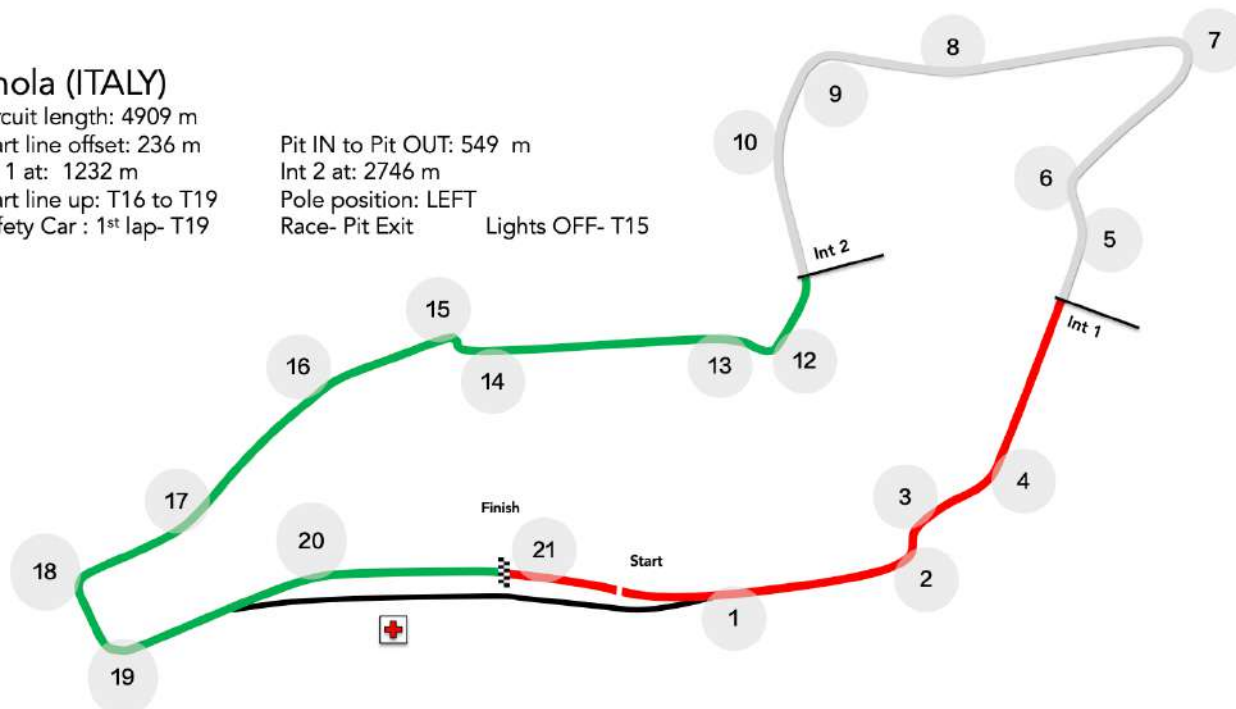 nola (ITALY)
rcuit length: 4909 m
art line offset: 236 m
Pit IN to Pit OUT: 549 m
1 at: 1232 m
Int 2 at: 2746 m
art line up: T16 to T19
Pole position: LEFT
fety Car : 1st lap- T19
Race- Pit Exit
Lights OFF- T15
7
8
9
10
6
5
Int 2
Int 1
15
16
14
13
12
17
3
4
Finish
20
21
Start
18
2
1
19